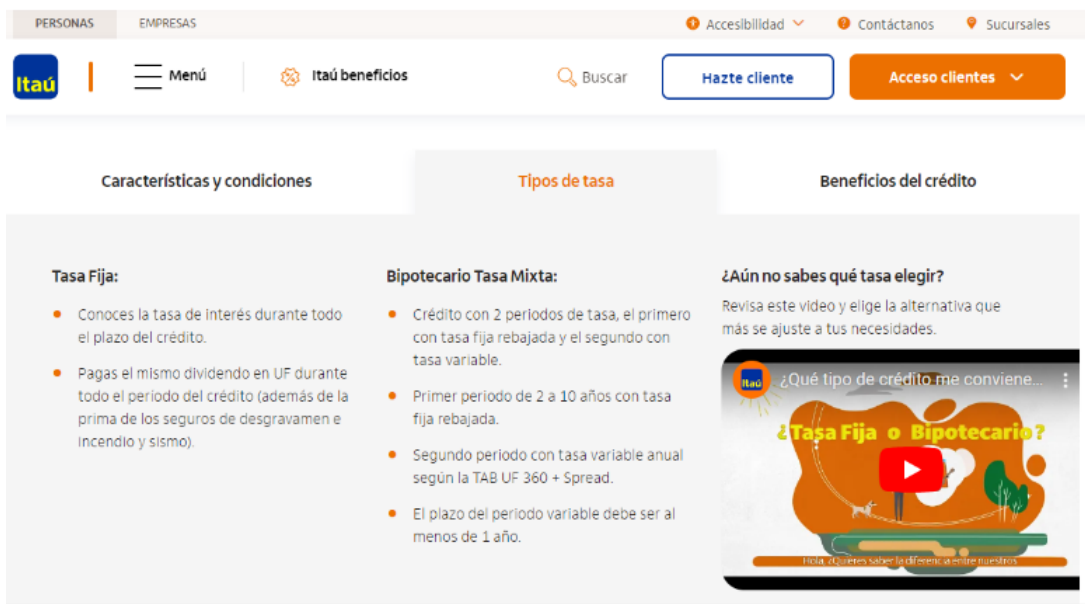 PERSONAS EMPRESAS Accesibilidad Contáctanos Sucursales
Itaú Menú Itaú beneficios Buscar Hazte cliente Acceso clientes
Características y condiciones Tipos de tasa Beneficios del crédito
Tasa Fija:
Conoces la tasa de interés durante todo
el plazo del crédito.
Pagas el mismo dividendo en UF durante
todo el periodo del crédito (además de la
prima de los seguros de desgravamen e
incendio y sismo).
Bipotecario Tasa Mixta:
Crédito con 2 periodos de tasa, el primero
con tasa fija rebajada y el segundo con
tasa variable.
Primer periodo de 2 a 10 años con tasa
fija rebajada.
Segundo periodo con tasa variable anual
según la TAB UF 360 + Spread.
El plazo del periodo variable debe ser al
menos de 1 año.
¿Aún no sabes qué tasa elegir?
Revisa este video y elige la alternativa que
más se ajuste a tus necesidades.
Itaú ¿Qué tipo de crédito me conviene...
¿Tasa Fija o Bipotecario?
Hola, ¿Quieres saber la diferencia entre nuestros